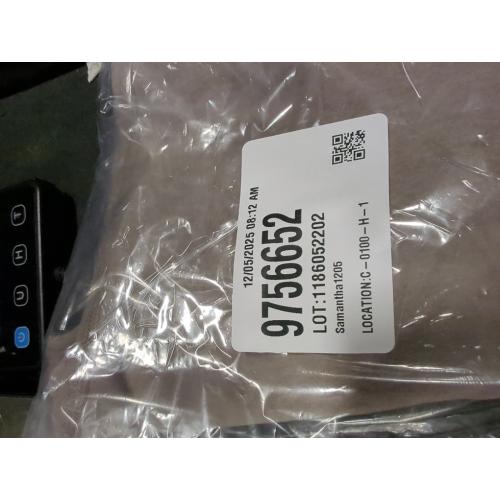 12/05/2025 08:12 AM
9756652
LOT:1186052202
Samantha1205
LOCATION:C-0100-H-1
T
H
U